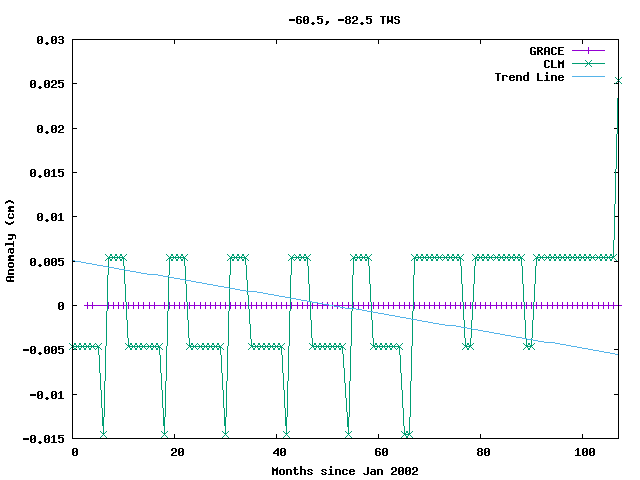 -60.5, -82.5 TWS
GRACE
CLM
Trend Line
0.03
0.025
0.02
0.015
0.01
0.005
0
-0.005
-0.01
-0.015
Anomaly (cm)
0 20 40 60 80 100
Months since Jan 2002